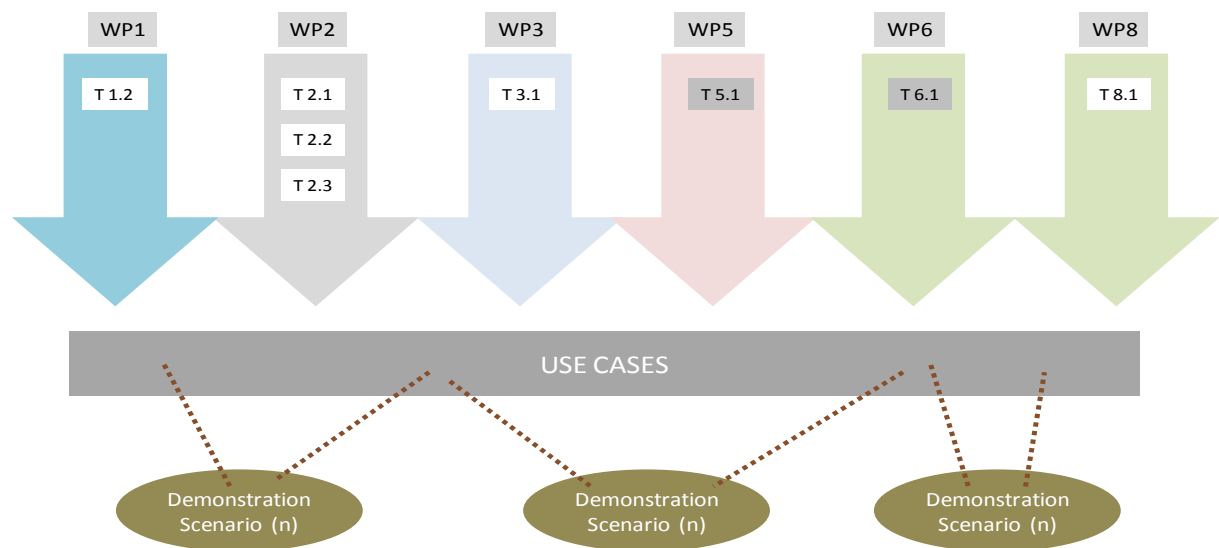 WP1
WP2
WP3
WP5
WP6
WP8
T 1.2
T 2.1
T 3.1
T 5.1
T 6.1
T 8.1
T 2.2
T 2.3
USE CASES
Demonstration
Scenario (n)
Demonstration
Scenario (n)
Demonstration
Scenario (n)